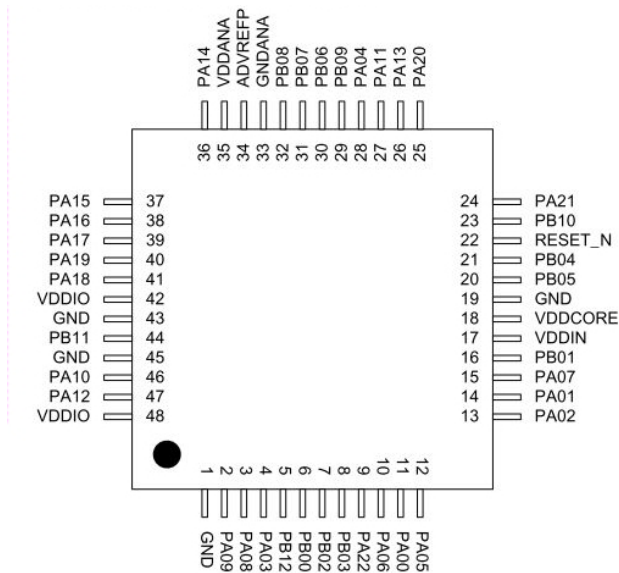 PA14 VDDANA ADVREFP GNDANA PB08 PB07 PB06 PB09 PA04 PA11 PA13 PA20
36 35 34 33 32 31 30 29 28 27 26 25
PA15 37 24 PA21
PA16 38 23 PB10
PA17 39 22 RESET_N
PA19 40 21 PB04
PA18 41 20 PB05
VDDIO 42 19 GND
GND 43 18 VDDCORE
PB11 44 17 VDDIN
GND 45 16 PB01
PA10 46 15 PA07
PA12 47 14 PA01
VDDIO 48 13 PA02
1 2 3 4 5 6 7 8 9 10 11 12
GND PA09 PA08 PA03 PB12 PB00 PB02 PB03 PA22 PA06 PA00 PA05